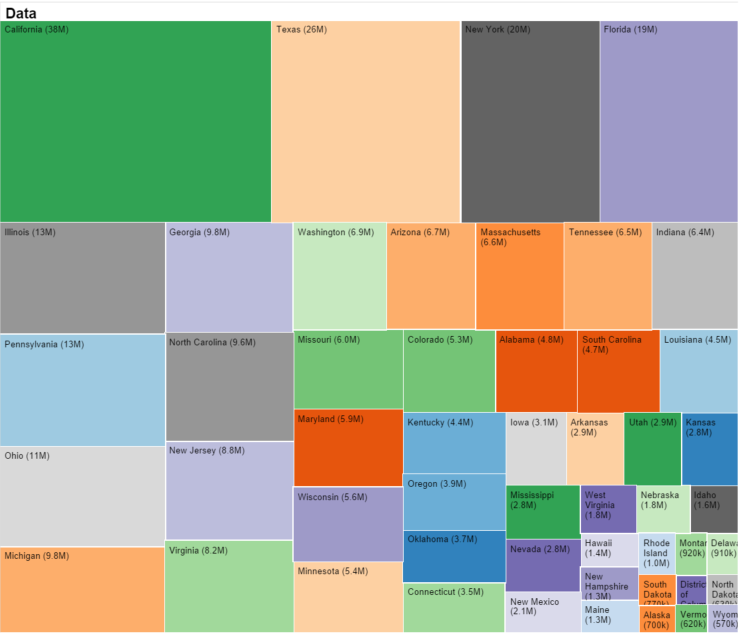 Data
California (38M)
Texas (26M)
New York (20M)
Florida (19M)
Illinois (13M)
Georgia (9.8M)
Washington (6.9M)
Arizona (6.7M)
Massachusetts
(6.6M)
Tennessee (6.5M)
Indiana (6.4M)
Pennsylvania (13M)
North Carolina (9.6M)
Missouri (6.0M)
Colorado (5.3M)
Alabama (4.8M)
South Carolina
(4.7M)
Louisiana (4.5M)
Maryland (5.9M)
Kentucky (4.4M)
Iowa (3.1M)
Arkansas
(2.9M)
Utah (2.9M)
Kansas
(2.8M)
Ohio (11M)
New Jersey (8.8M)
Oregon (3.9M)
Wisconsin (5.6M)
Mississippi
(2.8M)
West
Virginia
(1.8M)
Nebraska
(1.8M)
Idaho
(1.6M)
Michigan (9.8M)
Virginia (8.2M)
Oklahoma (3.7M)
Nevada (2.8M)
Hawaii
(1.4M)
Rhode
Island
(1.0M)
Montar
(920k)
Delaw
(910k)
Minnesota (5.4M)
New
Hampshire
(1.3M)
South
Dakota
(770k)
District
of
North
Dakota
Connecticut (3.5M)
New Mexico
(2.1M)
Maine
(1.3M)
Alaska
(700k)
Vermo
(620k)
Wyom
(570k)